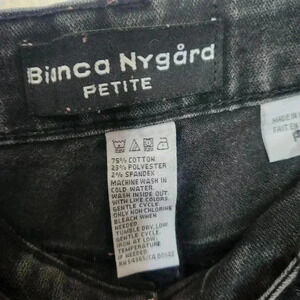 Bianca Nygård
PETITE
MADE IN
FAIT EN
75% COTTON
23% POLYESTER
2% SPANDEX
MACHINE WASH IN
COLD WATER.
WASH INSIDE OUT
WITH LIKE COLORS.
GENTLE CYCLE.
ONLY NON CHLORINE
BLEACH WHEN
NEEDED.
TUMBLE DRY, LOW.
GENTLE CYCLE.
IRON AT LOW
TEMPERATURE
IF NEEDED.